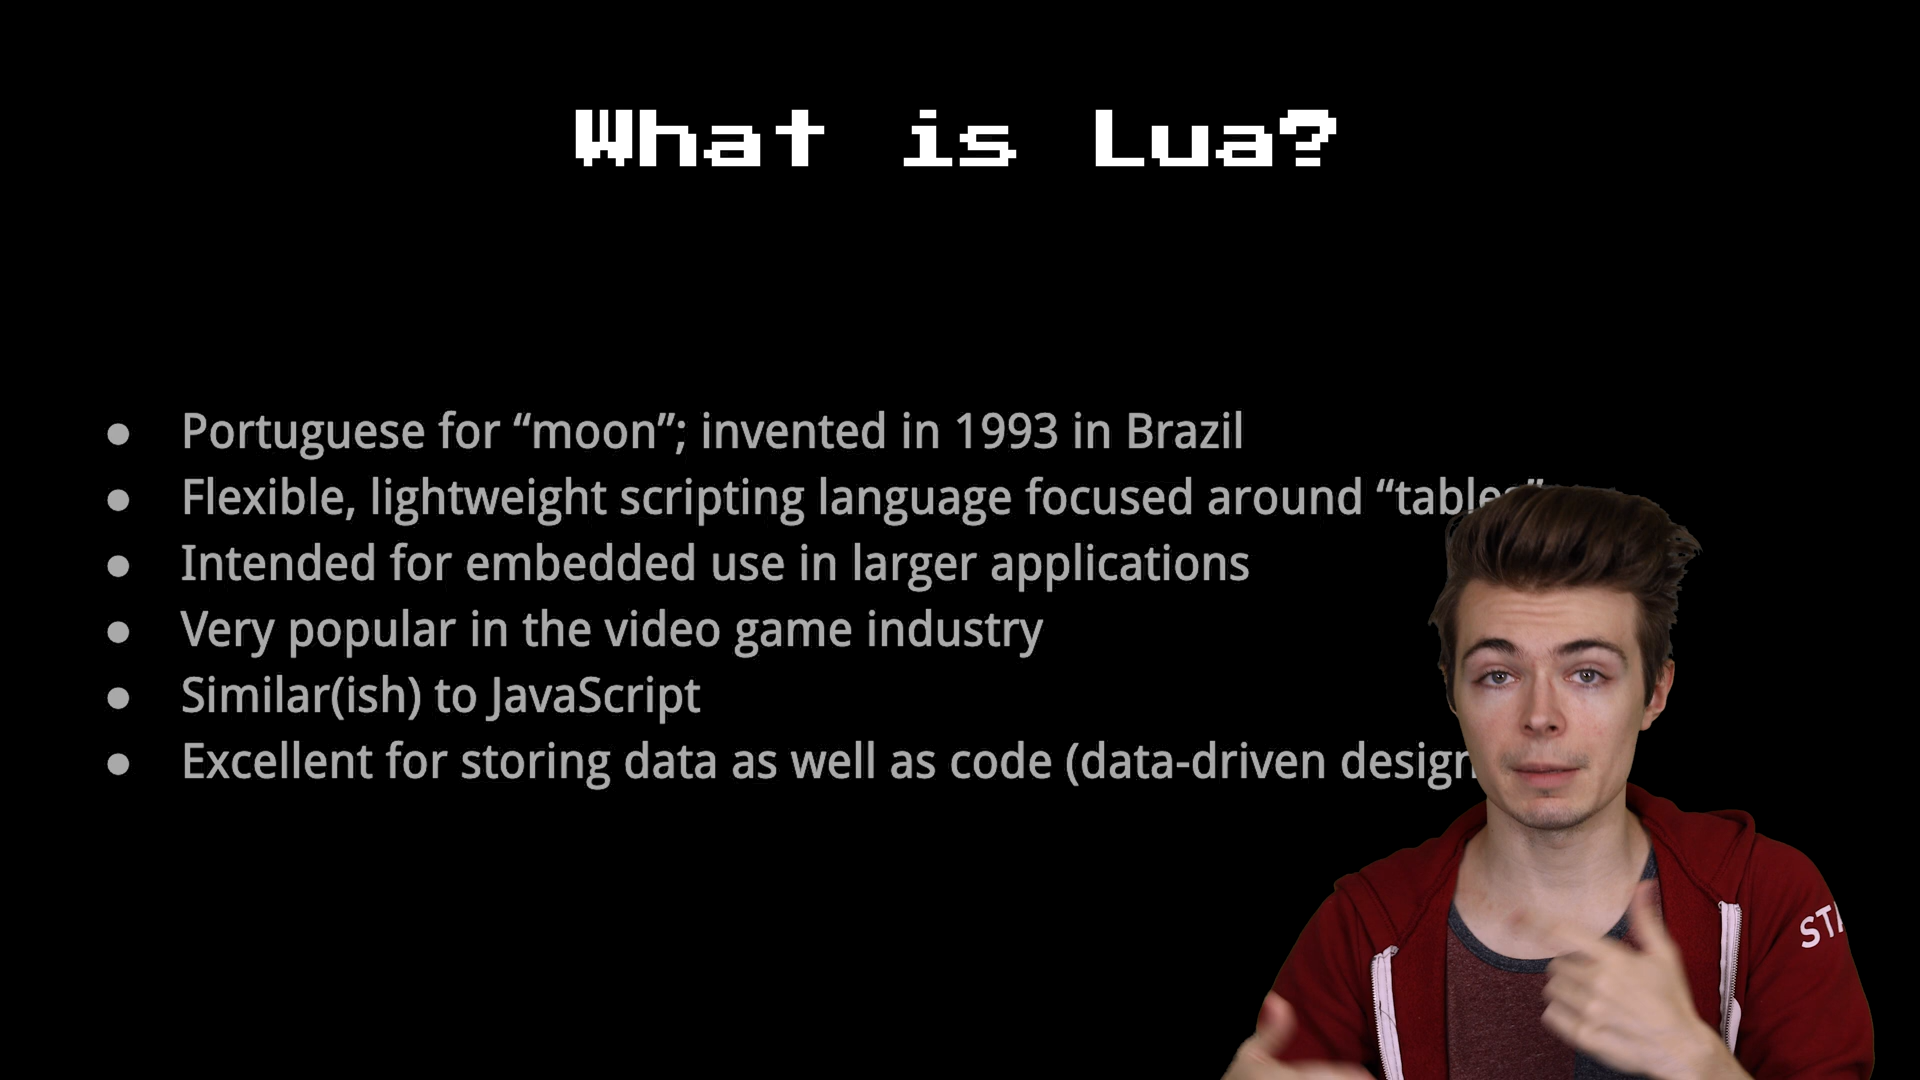 What is Lua?
● Portuguese for “moon”; invented in 1993 in Brazil
● Flexible, lightweight scripting language focused around “tables”
● Intended for embedded use in larger applications
● Very popular in the video game industry
● Similar(ish) to JavaScript
● Excellent for storing data as well as code (data-driven design
STA